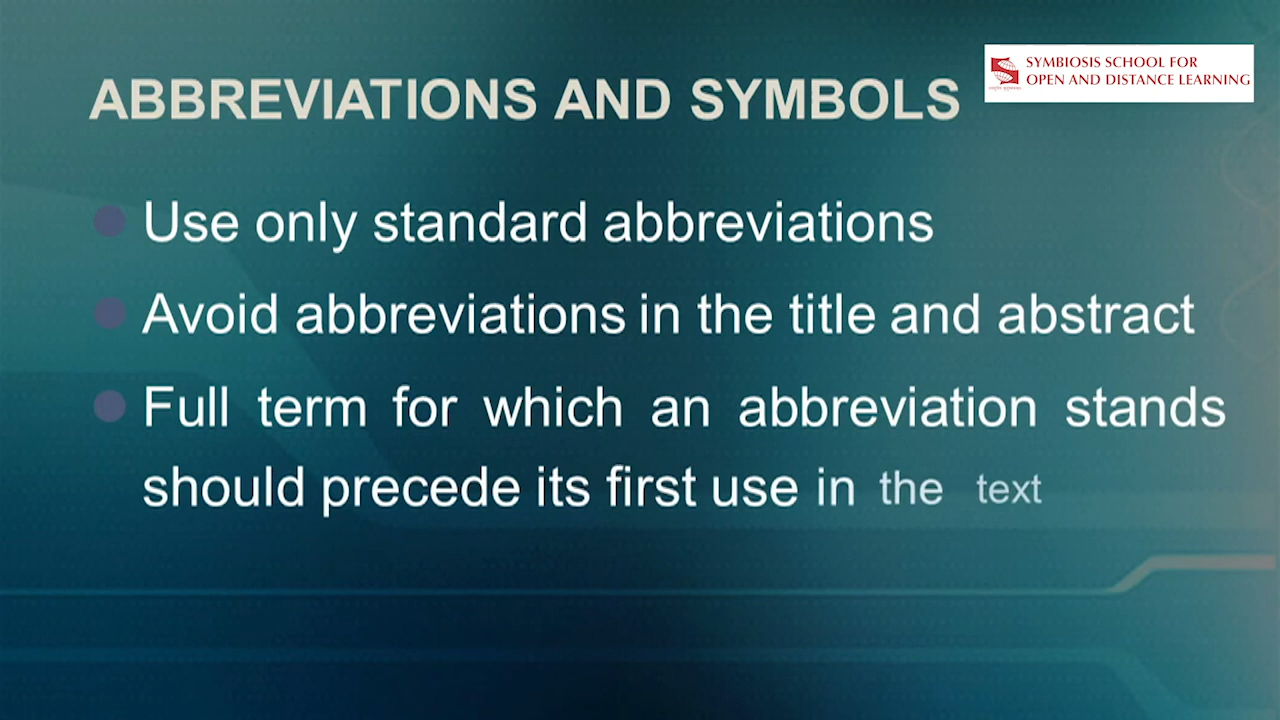 SYMBIOSIS SCHOOL FOR
OPEN AND DISTANCE LEARNING
ABBREVIATIONS AND SYMBOLS
Use only standard abbreviations
Avoid abbreviations in the title and abstract
Full term for which an abbreviation stands
should precede its first use in the text